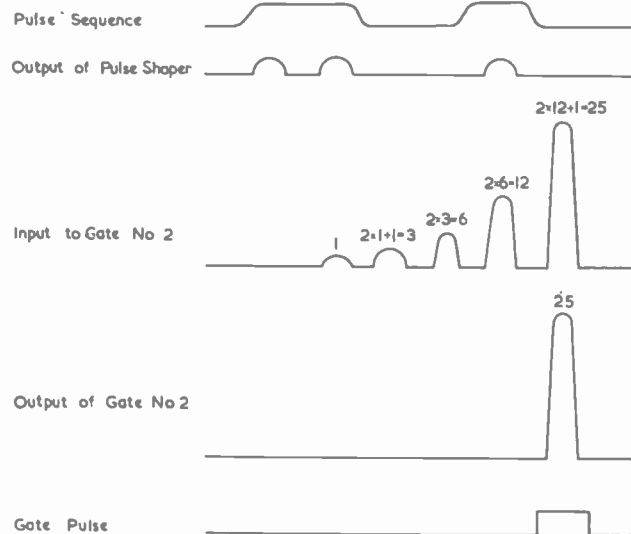 Pulse Sequence
Output of Pulse Shaper
2×12+1=25
2×6=12
2×3=6
Input to Gate No 2
1
2×1+1=3
25
Output of Gate No 2
Gate Pulse